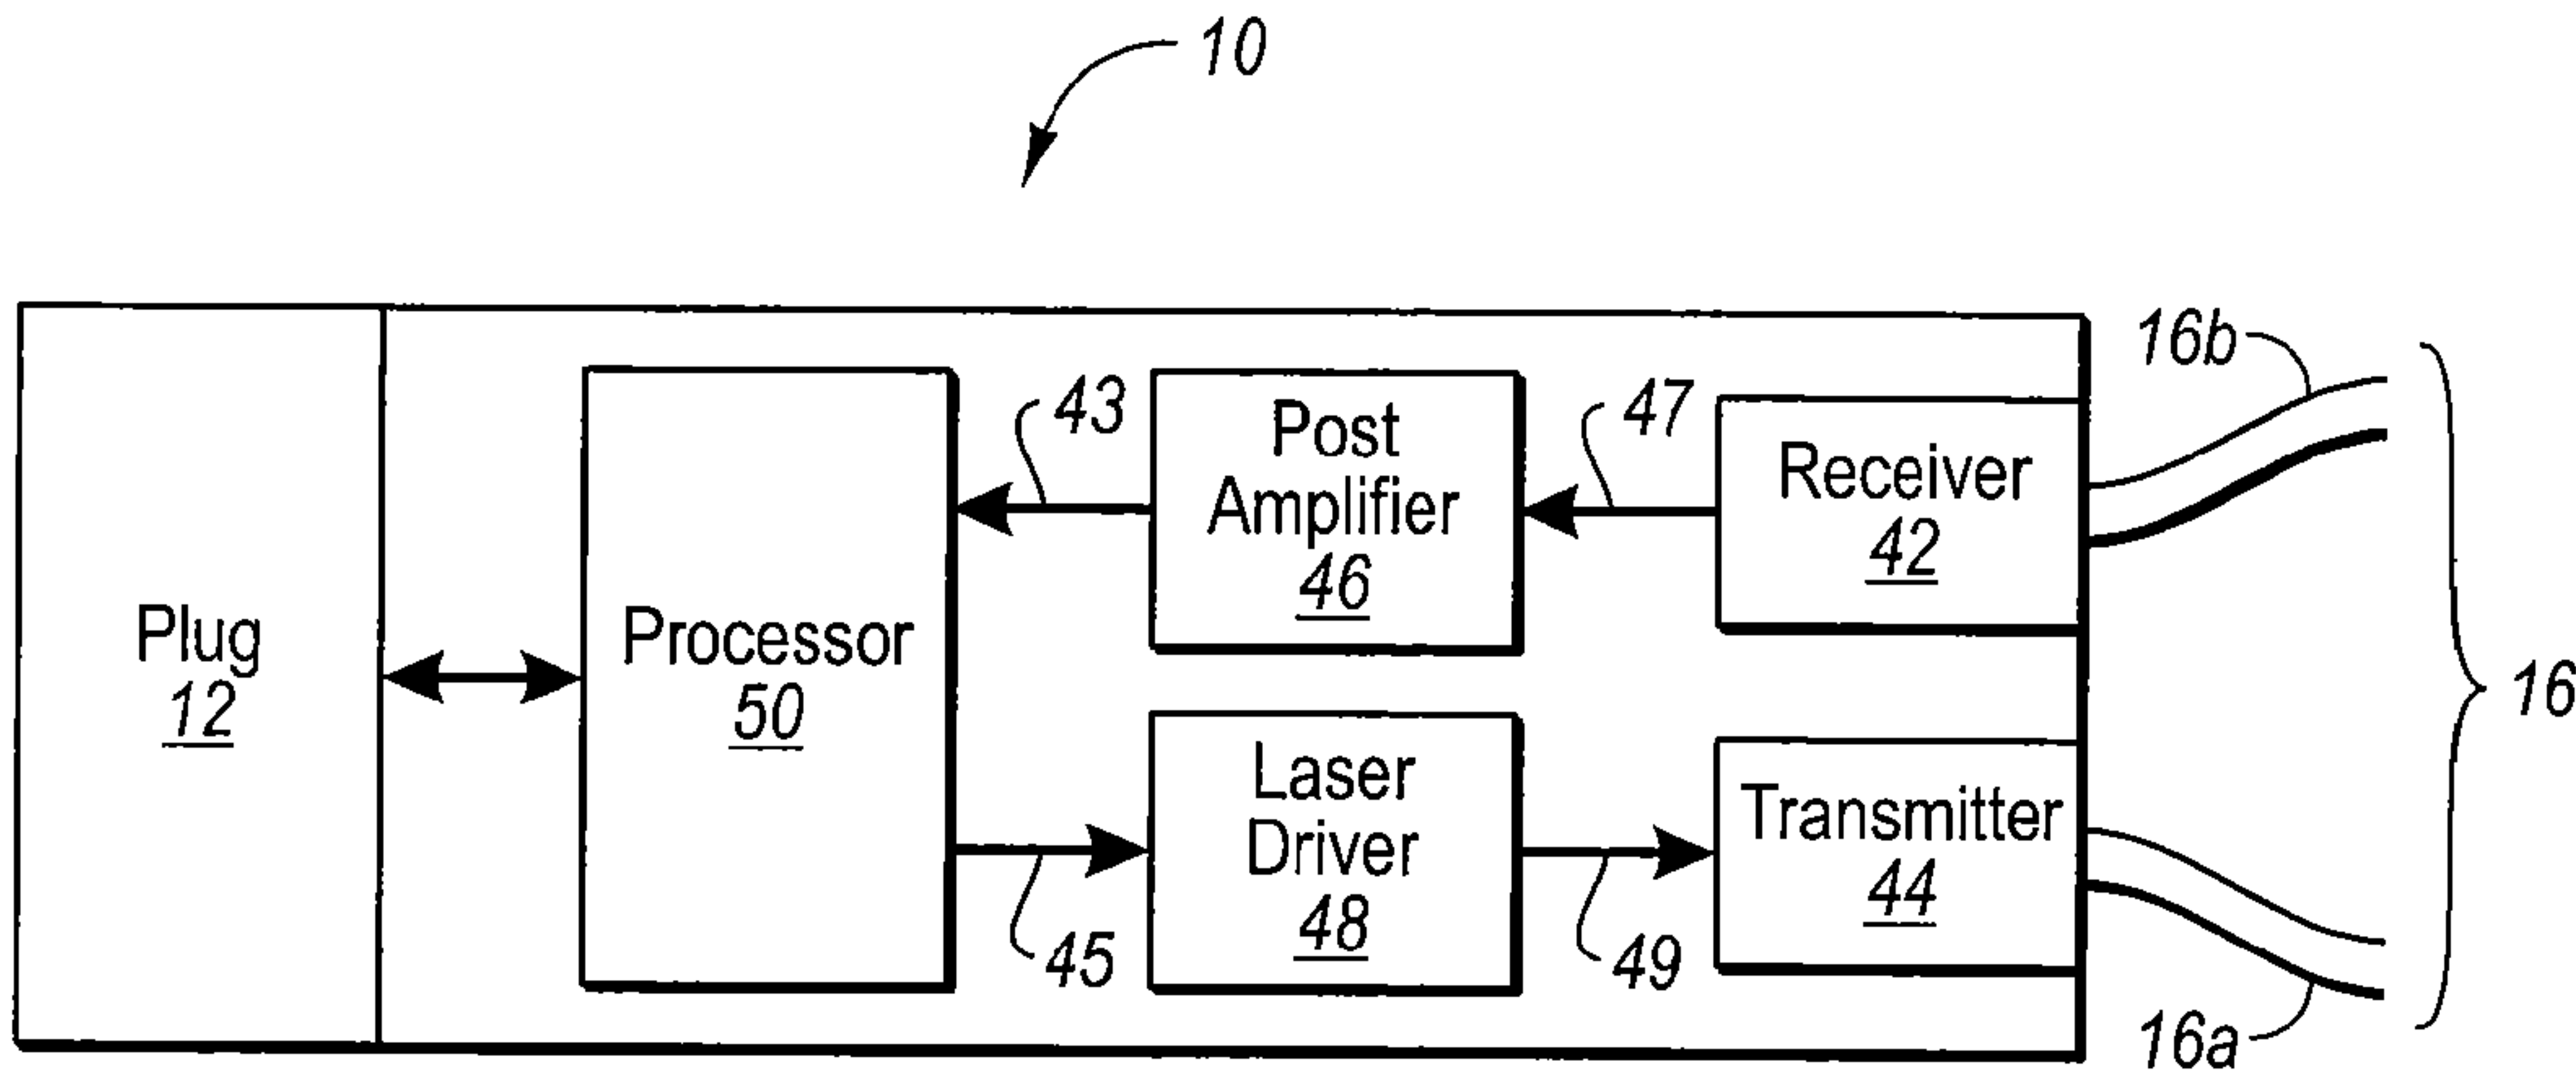 10
16b
43
Post
Amplifier
46
47
Receiver
42
Plug
12
Processor
50
16
Laser
Driver
48
Transmitter
44
45
49
16a